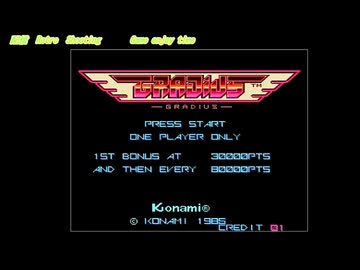 Retro Shooting Game enjoy time
GRADIUS TM
GRADIUS
PRESS START
ONE PLAYER ONLY
1ST BONUS AT 30000PTS
AND THEN EVERY 80000PTS
Konami®
© KONAMI 1985
CREDIT 01